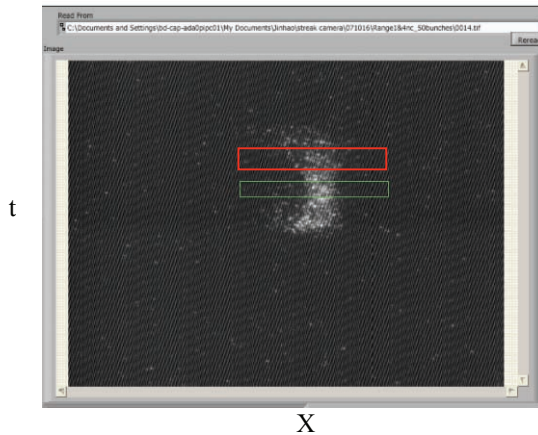 Read From
C:\Documents and Settings\bd-cap-ada0pipc01\My Documents\Jinhao\streak camera\071016\Range1&4nc_50bunches\0014.tif
Rerea
Image
t
X